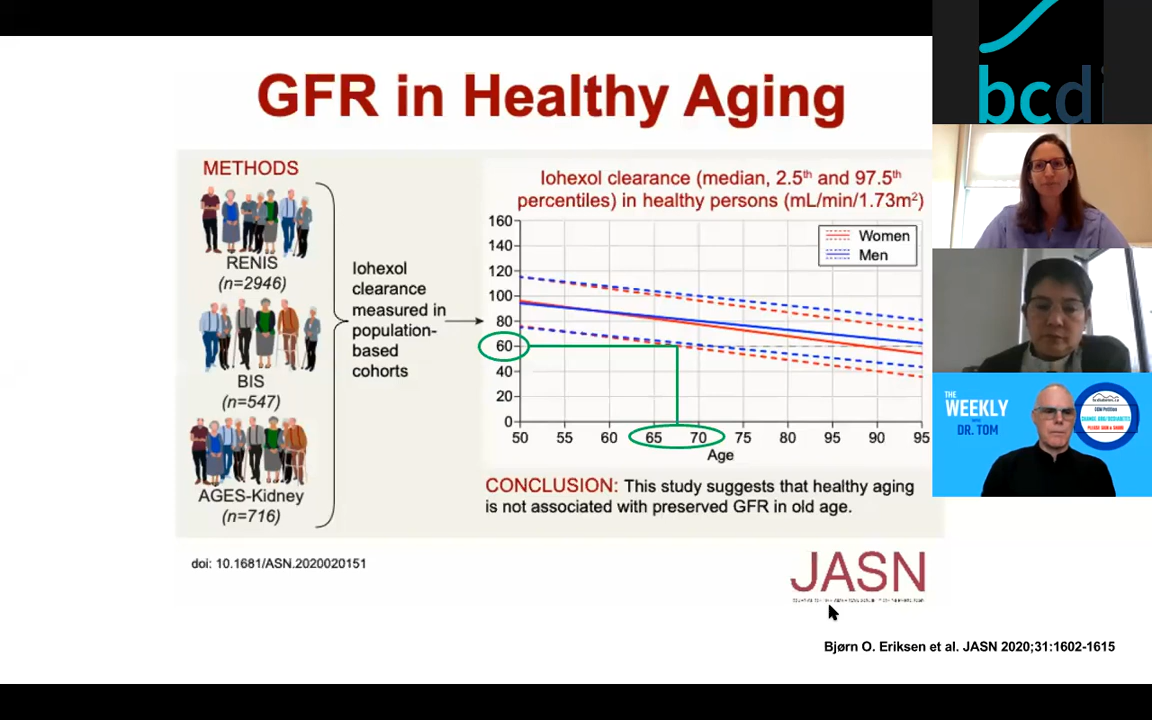 GFR in Healthy Aging
METHODS
RENIS
(n=2946)
BIS
(n=547)
AGES-Kidney
(n=716)
Iohexol
clearance
measured in
population-
based
cohorts
Iohexol clearance (median, 2.5th and 97.5th
percentiles) in healthy persons (mL/min/1.73m²)
160
140
120
100
80
60
40
20
0
Women
Men
50 55 60 65 70 75 80 85 90 95
Age
CONCLUSION: This study suggests that healthy aging
is not associated with preserved GFR in old age.
doi: 10.1681/ASN.2020020151
JASN
Bjørn O. Eriksen et al. JASN 2020;31:1602-1615
bcdi
THE
WEEKLY
DR. TOM